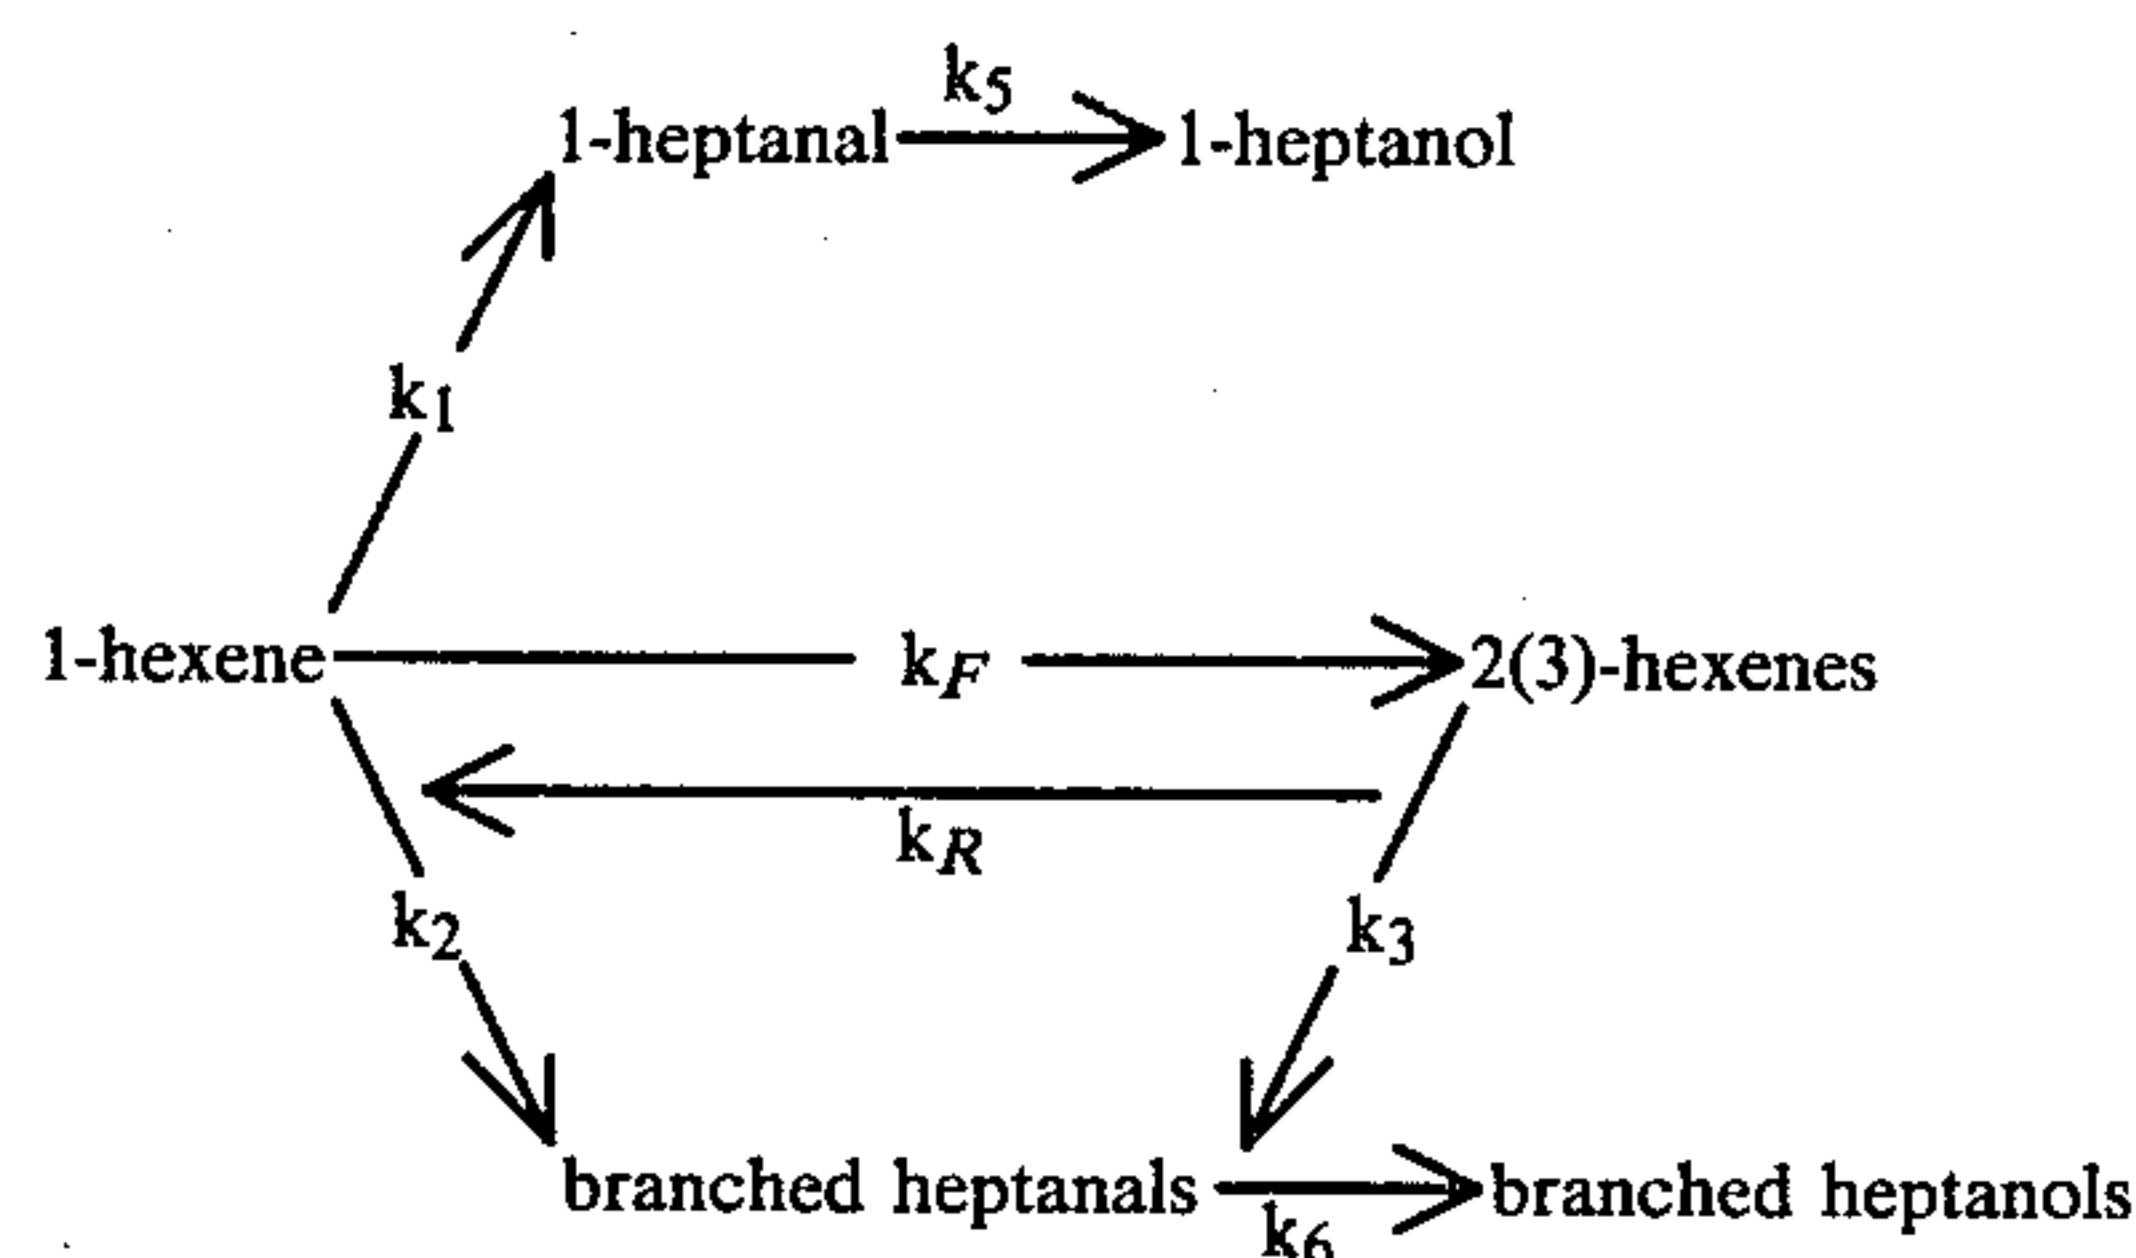 k5
1-heptanal 1-heptanol
k1
1-hexene kF 2(3)-hexenes
kR
k2 k3
branched heptanals branched heptanols
k6